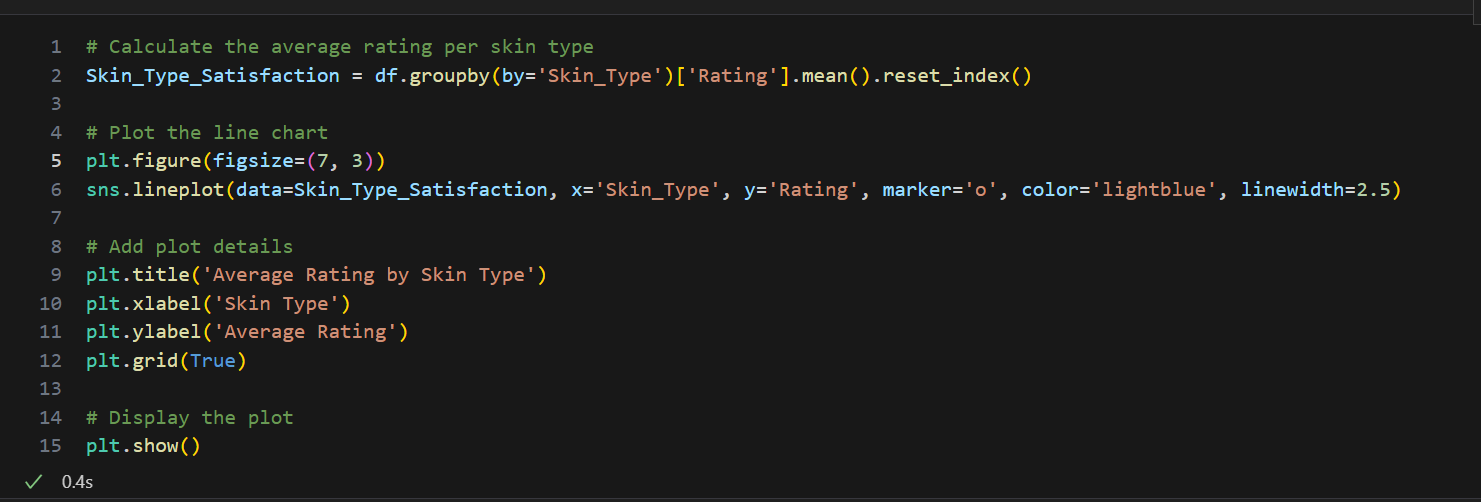 1 # Calculate the average rating per skin type
2 Skin_Type_Satisfaction = df.groupby(by='Skin_Type')['Rating'].mean().reset_index()
3
4 # Plot the line chart
5 plt.figure(figsize=(7, 3))
6 sns.lineplot(data=Skin_Type_Satisfaction, x='Skin_Type', y='Rating', marker='o', color='lightblue', linewidth=2.5)
7
8 # Add plot details
9 plt.title('Average Rating by Skin Type')
10 plt.xlabel('Skin Type')
11 plt.ylabel('Average Rating')
12 plt.grid(True)
13
14 # Display the plot
15 plt.show()
✓ 0.4s